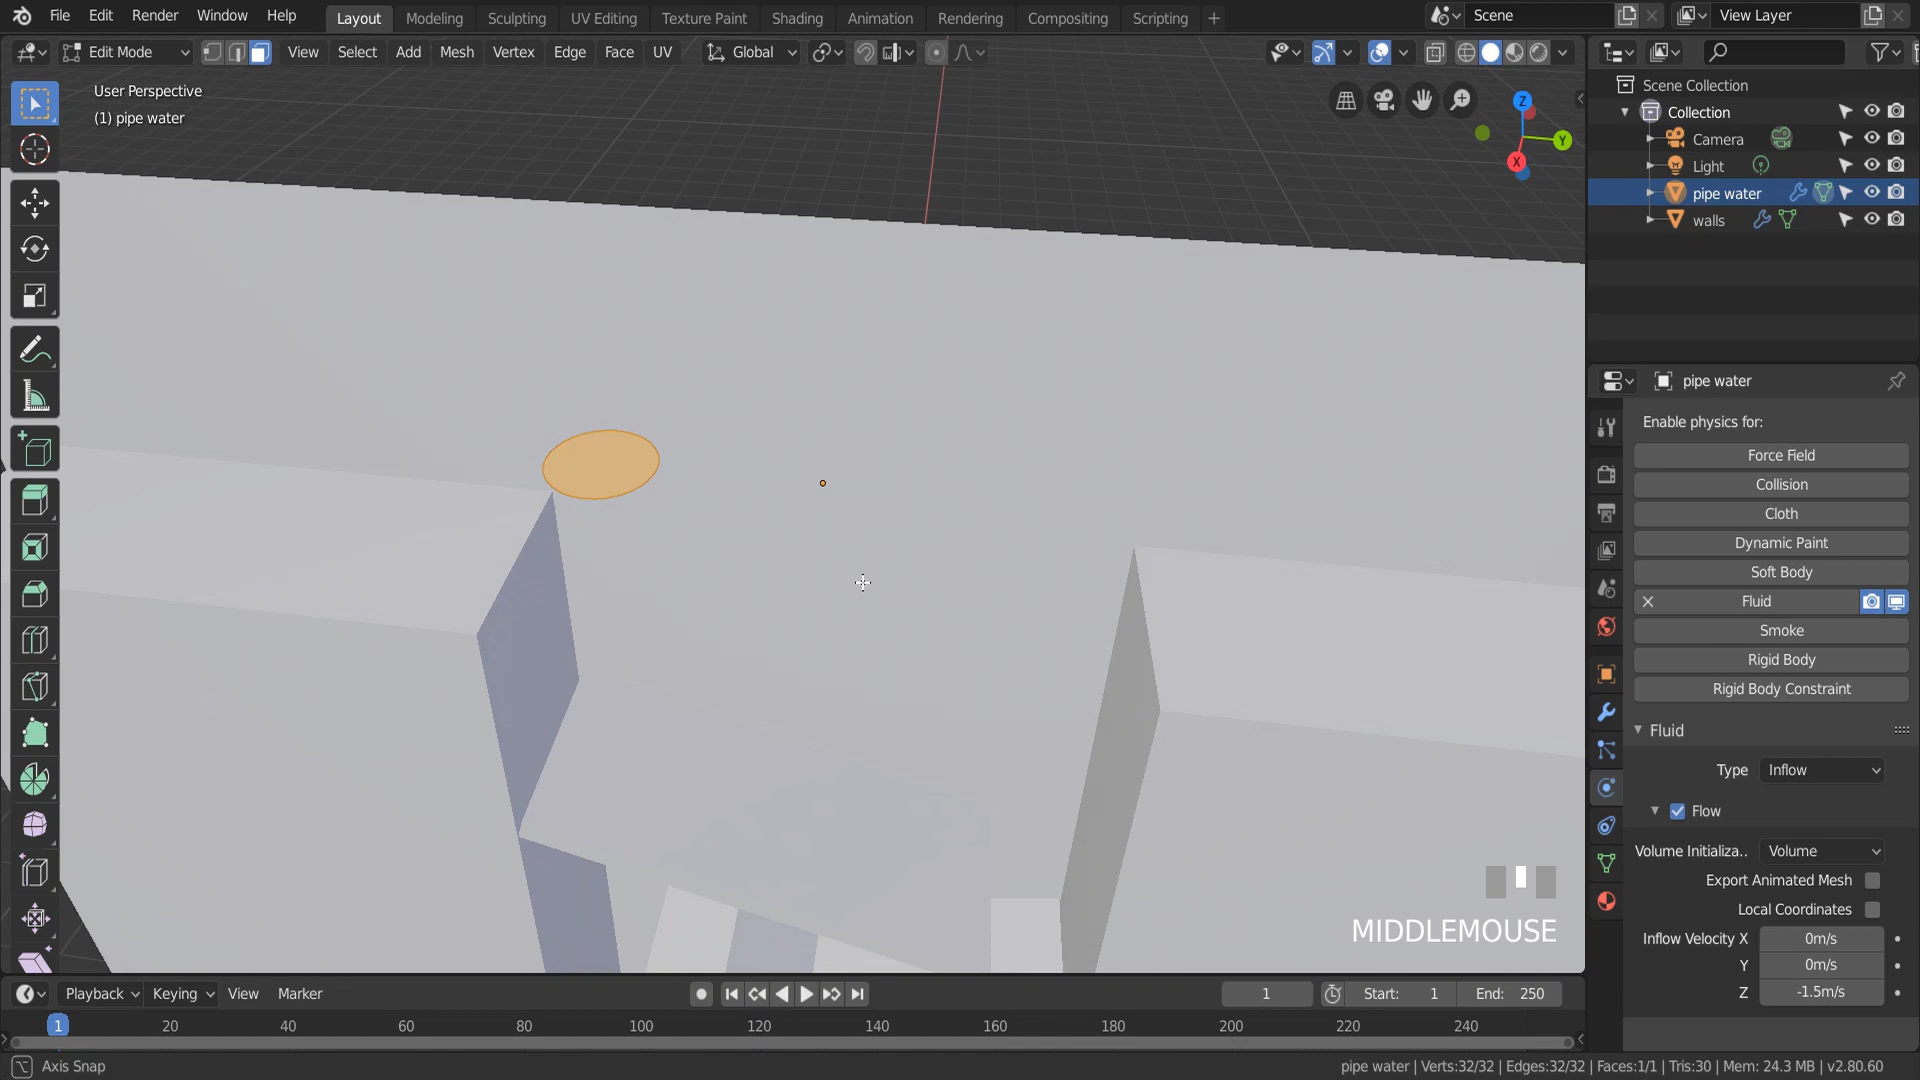 File Edit Render Window Help Layout Modeling Sculpting UV Editing Texture Paint Shading Animation Rendering Compositing Scripting + Scene View Layer
Edit Mode View Select Add Mesh Vertex Edge Face UV Global
User Perspective
(1) pipe water
Z
Y
X
Scene Collection
Collection
Camera
Light
pipe water
walls
pipe water
Enable physics for:
Force Field
Collision
Cloth
Dynamic Paint
Soft Body
Fluid
Smoke
Rigid Body
Rigid Body Constraint
Fluid
Type Inflow
Flow
Volume Initializa.. Volume
Export Animated Mesh
Local Coordinates
Inflow Velocity X 0m/s
Y 0m/s
Z -1.5m/s
MIDDLEMOUSE
Playback Keying View Marker 1 Start: 1 End: 250
1 20 40 60 80 100 120 140 160 180 200 220 240
Axis Snap
pipe water | Verts:32/32 | Edges:32/32 | Faces:1/1 | Tris:30 | Mem: 24.3 MB | v2.80.60